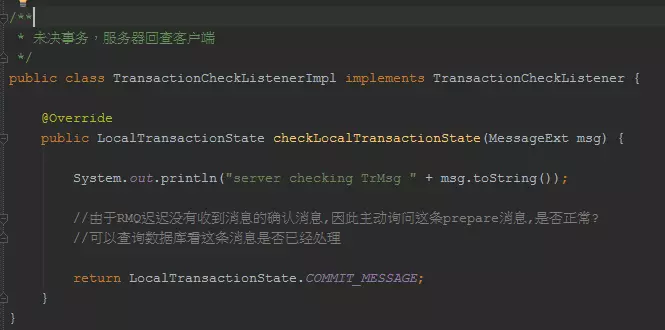 /**
 * 未决事务，服务器回查客户端
 */
public class TransactionCheckListenerImpl implements TransactionCheckListener {
@Override
public LocalTransactionState checkLocalTransactionState(MessageExt msg) {
System.out.println("server checking TrMsg " + msg.toString());
//由于RMQ迟迟没有收到消息的确认消息,因此主动询问这条prepare消息,是否正常?
//可以查询数据库看这条消息是否已经处理
return LocalTransactionState.COMMIT_MESSAGE;
}
}